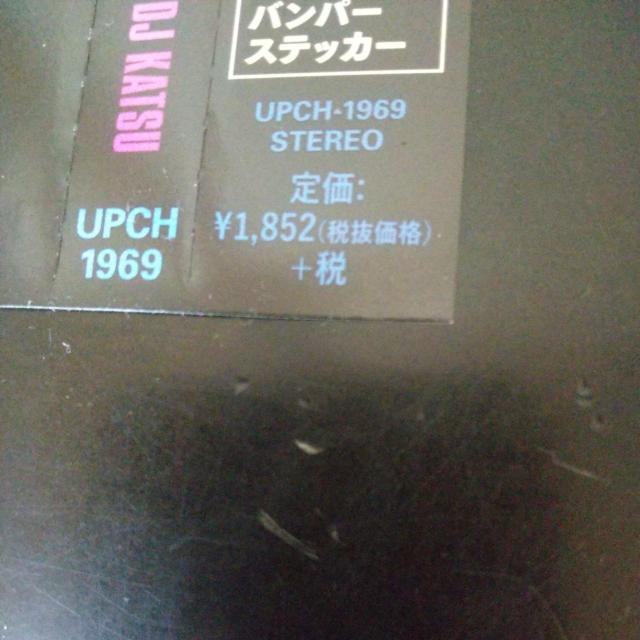 DJ KATSU
UPCH
1969
バンパー
ステッカー
UPCH-1969
STEREO
定価:
¥1,852(税抜価格)
+税